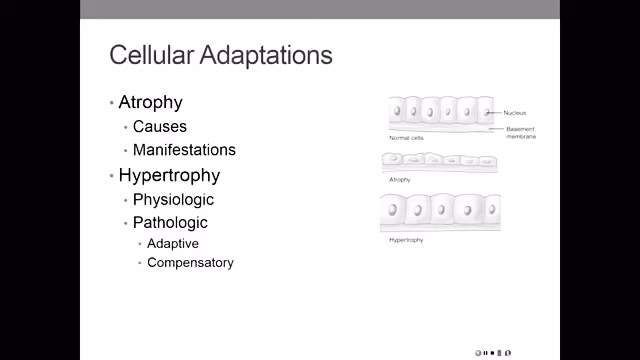 Cellular Adaptations
• Atrophy
• Causes
• Manifestations
• Hypertrophy
• Physiologic
• Pathologic
• Adaptive
• Compensatory
Nucleus
Basement
membrane
Normal cells
Atrophy
Hypertrophy